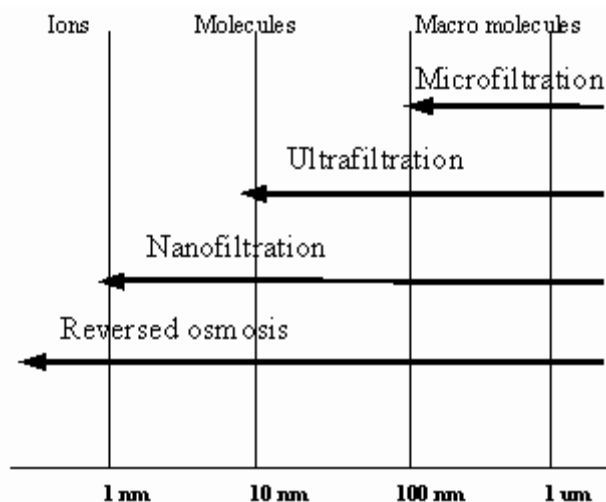 Ions Molecules Macro molecules
Microfiltration
Ultrafiltration
Nanofiltration
Reversed osmosis
1 nm 10 nm 100 nm 1 um